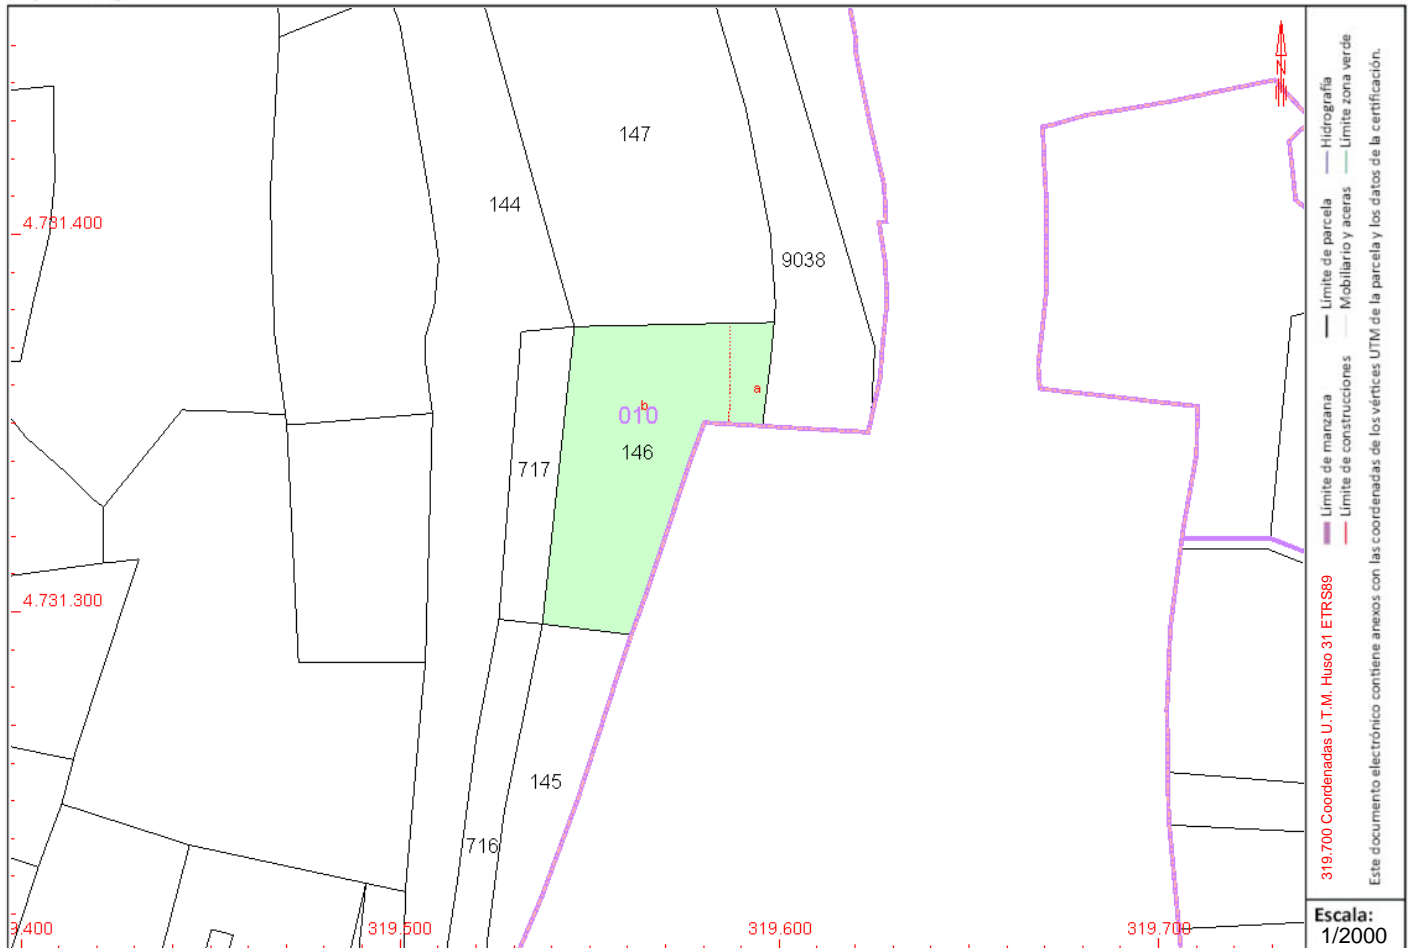 147
144
4.731.400
9038
a
b
010
146
717
4.731.300
145
716
319.500
319.600
319.700
N
Hidrografía
Límite zona verde
Límite de parcela
Mobiliario y aceras
Límite de manzana
Límite de construcciones
319.700 Coordenadas U.T.M. Huso 31 ETRS89
Este documento electrónico contiene anexos con las coordenadas de los vértices UTM de la parcela y los datos de la certificación.
Escala:
1/2000